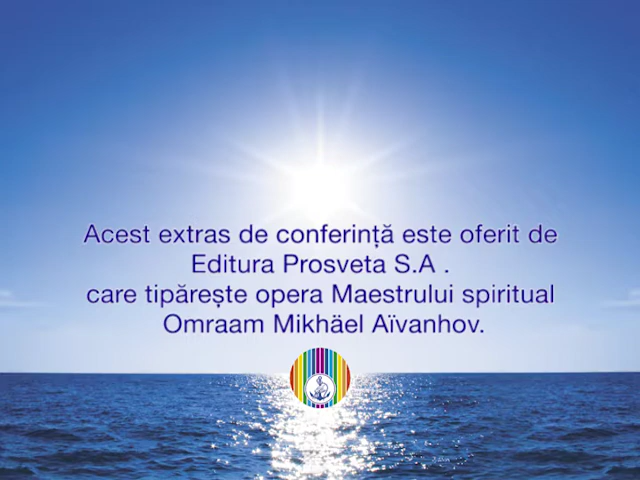 Acest extras de conferință este oferit de
Editura Prosveta S.A .
care tipărește opera Maestrului spiritual
Omraam Mikhäel Aïvanhov.